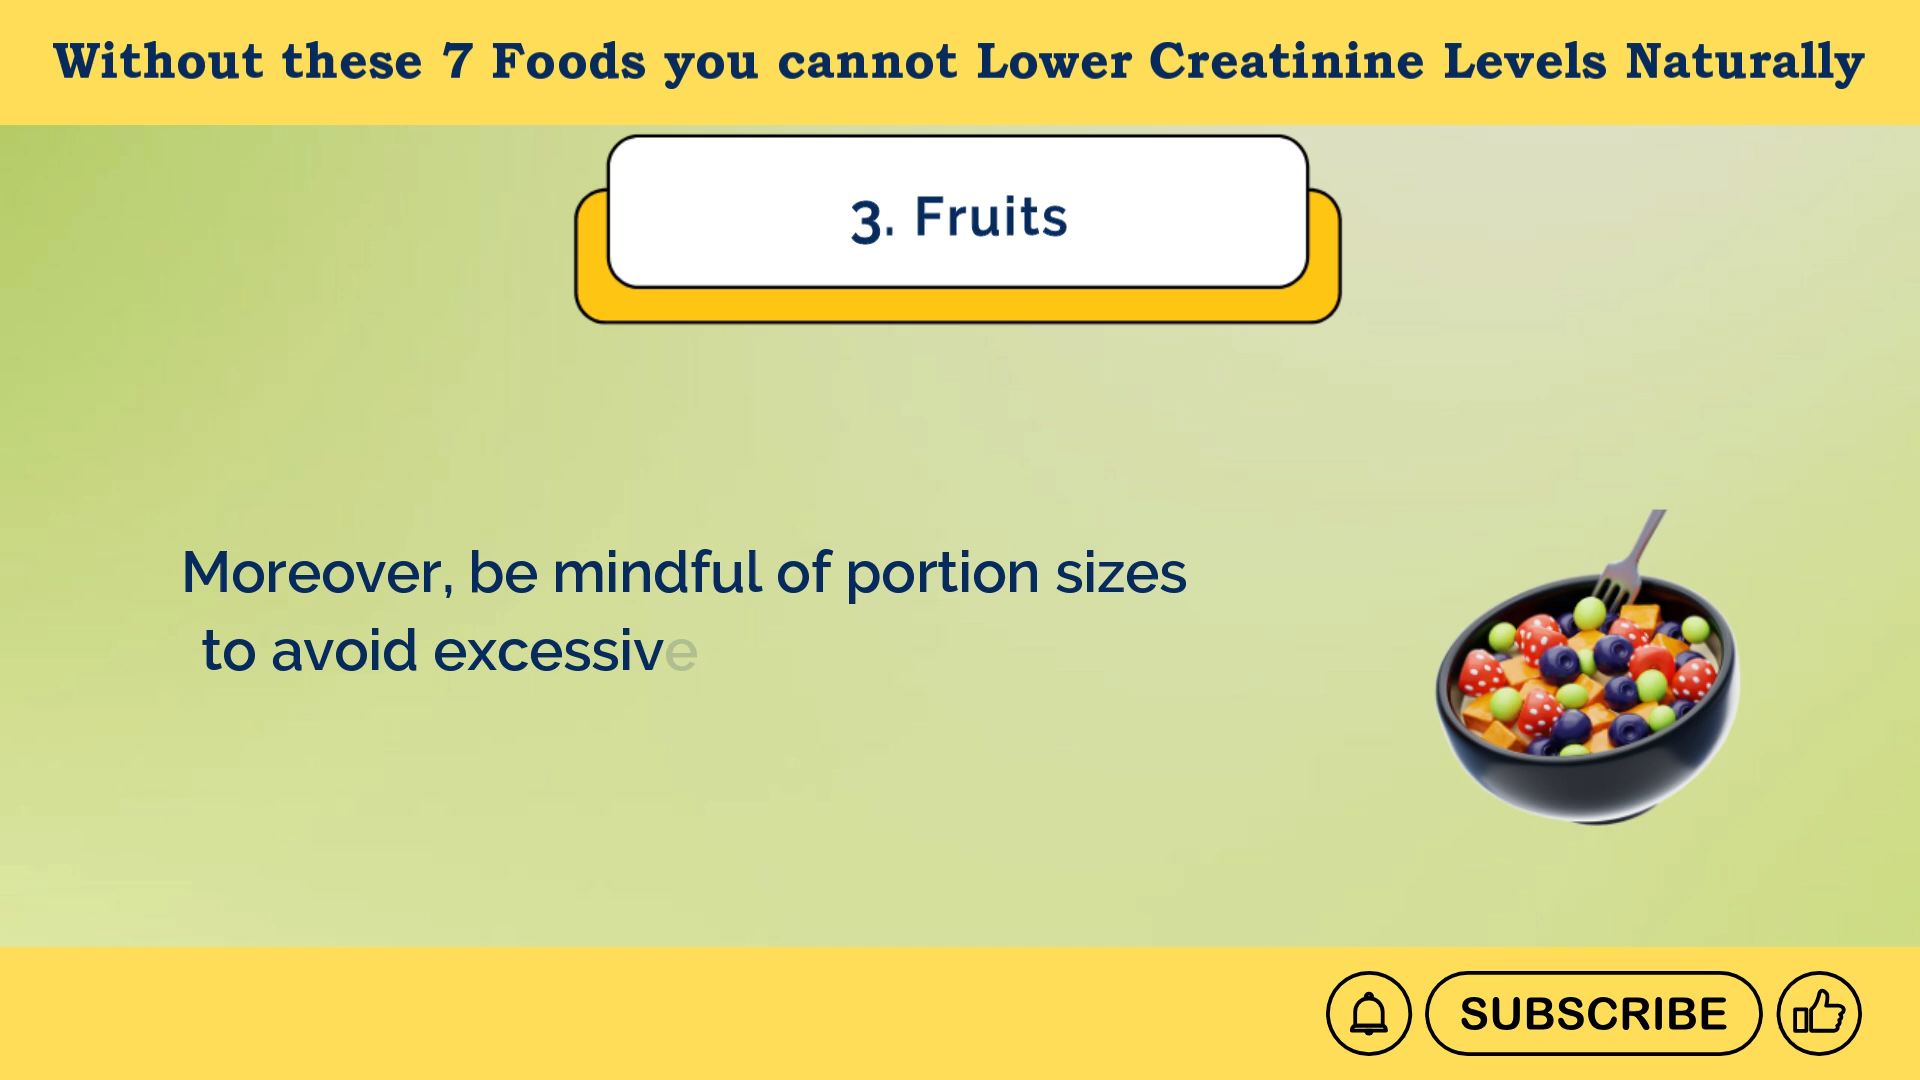 Without these 7 Foods you cannot Lower Creatinine Levels Naturally
3. Fruits
Moreover, be mindful of portion sizes
to avoid excessive
SUBSCRIBE